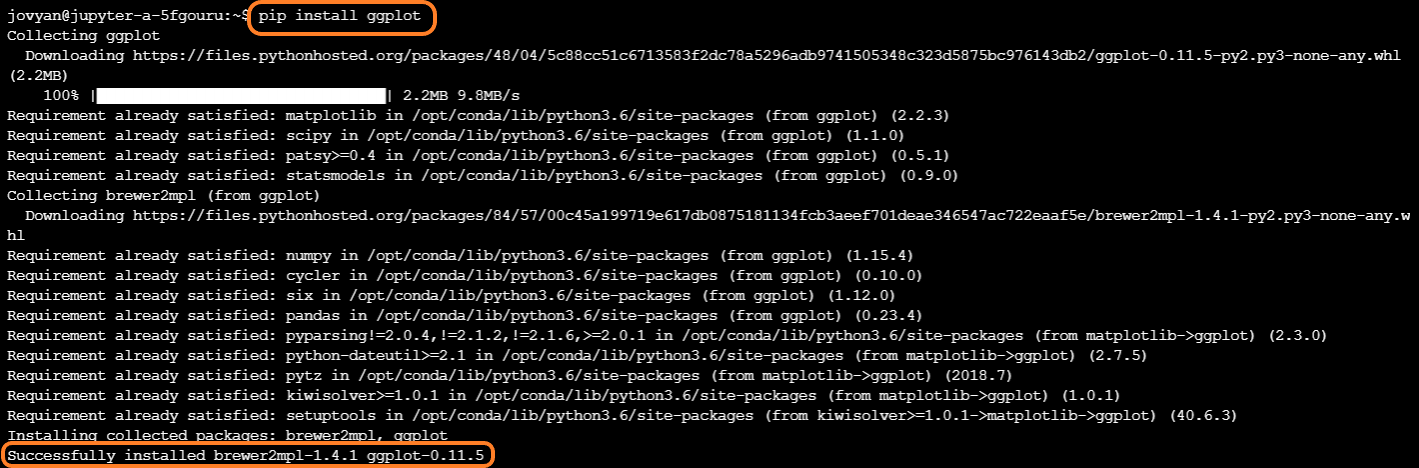 jovyan@jupyter-a-5fgouru:~$ pip install ggplot
Collecting ggplot
  Downloading https://files.pythonhosted.org/packages/48/04/5c88cc51c6713583f2dc78a5296adb9741505348c323d5875bc976143db2/ggplot-0.11.5-py2.py3-none-any.whl
(2.2MB)
    100% |                                | 2.2MB 9.8MB/s
Requirement already satisfied: matplotlib in /opt/conda/lib/python3.6/site-packages (from ggplot) (2.2.3)
Requirement already satisfied: scipy in /opt/conda/lib/python3.6/site-packages (from ggplot) (1.1.0)
Requirement already satisfied: patsy>=0.4 in /opt/conda/lib/python3.6/site-packages (from ggplot) (0.5.1)
Requirement already satisfied: statsmodels in /opt/conda/lib/python3.6/site-packages (from ggplot) (0.9.0)
Collecting brewer2mpl (from ggplot)
  Downloading https://files.pythonhosted.org/packages/84/57/00c45a199719e617db0875181134fcb3aeef701deae346547ac722eaaf5e/brewer2mpl-1.4.1-py2.py3-none-any.w
hl
Requirement already satisfied: numpy in /opt/conda/lib/python3.6/site-packages (from ggplot) (1.15.4)
Requirement already satisfied: cycler in /opt/conda/lib/python3.6/site-packages (from ggplot) (0.10.0)
Requirement already satisfied: six in /opt/conda/lib/python3.6/site-packages (from ggplot) (1.12.0)
Requirement already satisfied: pandas in /opt/conda/lib/python3.6/site-packages (from ggplot) (0.23.4)
Requirement already satisfied: pyparsing!=2.0.4,!=2.1.2,!=2.1.6,>=2.0.1 in /opt/conda/lib/python3.6/site-packages (from matplotlib->ggplot) (2.3.0)
Requirement already satisfied: python-dateutil>=2.1 in /opt/conda/lib/python3.6/site-packages (from matplotlib->ggplot) (2.7.5)
Requirement already satisfied: pytz in /opt/conda/lib/python3.6/site-packages (from matplotlib->ggplot) (2018.7)
Requirement already satisfied: kiwisolver>=1.0.1 in /opt/conda/lib/python3.6/site-packages (from matplotlib->ggplot) (1.0.1)
Requirement already satisfied: setuptools in /opt/conda/lib/python3.6/site-packages (from kiwisolver>=1.0.1->matplotlib->ggplot) (40.6.3)
Installing collected packages: brewer2mpl, ggplot
Successfully installed brewer2mpl-1.4.1 ggplot-0.11.5